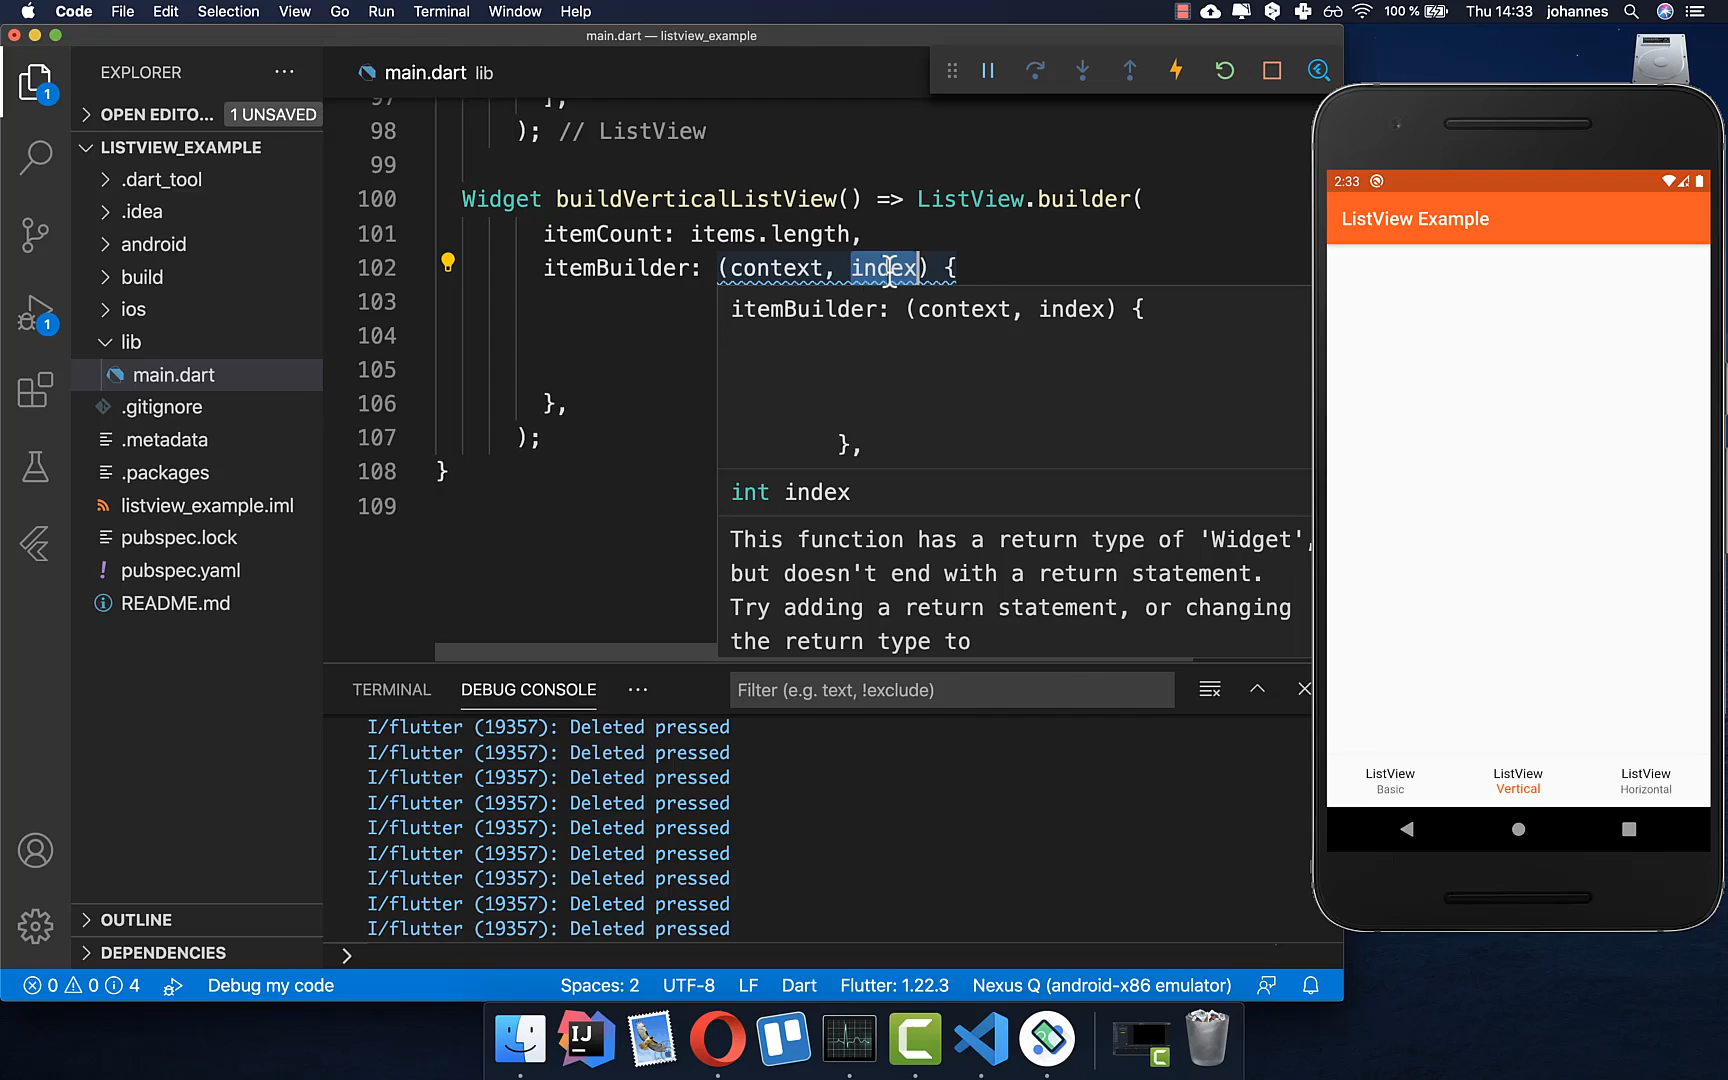 Code File Edit Selection View Go Run Terminal Window Help 100 % Thu 14:33 johannes
main.dart — listview_example
EXPLORER
main.dart lib
OPEN EDITO... 1 UNSAVED
LISTVIEW_EXAMPLE
.dart_tool
.idea
android
build
ios
lib
main.dart
.gitignore
.metadata
.packages
listview_example.iml
pubspec.lock
! pubspec.yaml
README.md
OUTLINE
DEPENDENCIES
1
1
97 ],
98 ); // ListView
99
100 Widget buildVerticalListView() => ListView.builder(
101 itemCount: items.length,
102 itemBuilder: (context, index) {
103
104
105
106 },
107 );
108 }
109
itemBuilder: (context, index) {
},
int index
This function has a return type of 'Widget',
but doesn't end with a return statement.
Try adding a return statement, or changing
the return type to
TERMINAL DEBUG CONSOLE ... Filter (e.g. text, !exclude)
I/flutter (19357): Deleted pressed
I/flutter (19357): Deleted pressed
I/flutter (19357): Deleted pressed
I/flutter (19357): Deleted pressed
I/flutter (19357): Deleted pressed
I/flutter (19357): Deleted pressed
I/flutter (19357): Deleted pressed
I/flutter (19357): Deleted pressed
I/flutter (19357): Deleted pressed
0 0 4 Debug my code Spaces: 2 UTF-8 LF Dart Flutter: 1.22.3 Nexus Q (android-x86 emulator)
2:33
ListView Example
ListView ListView ListView
Basic Vertical Horizontal
IJ